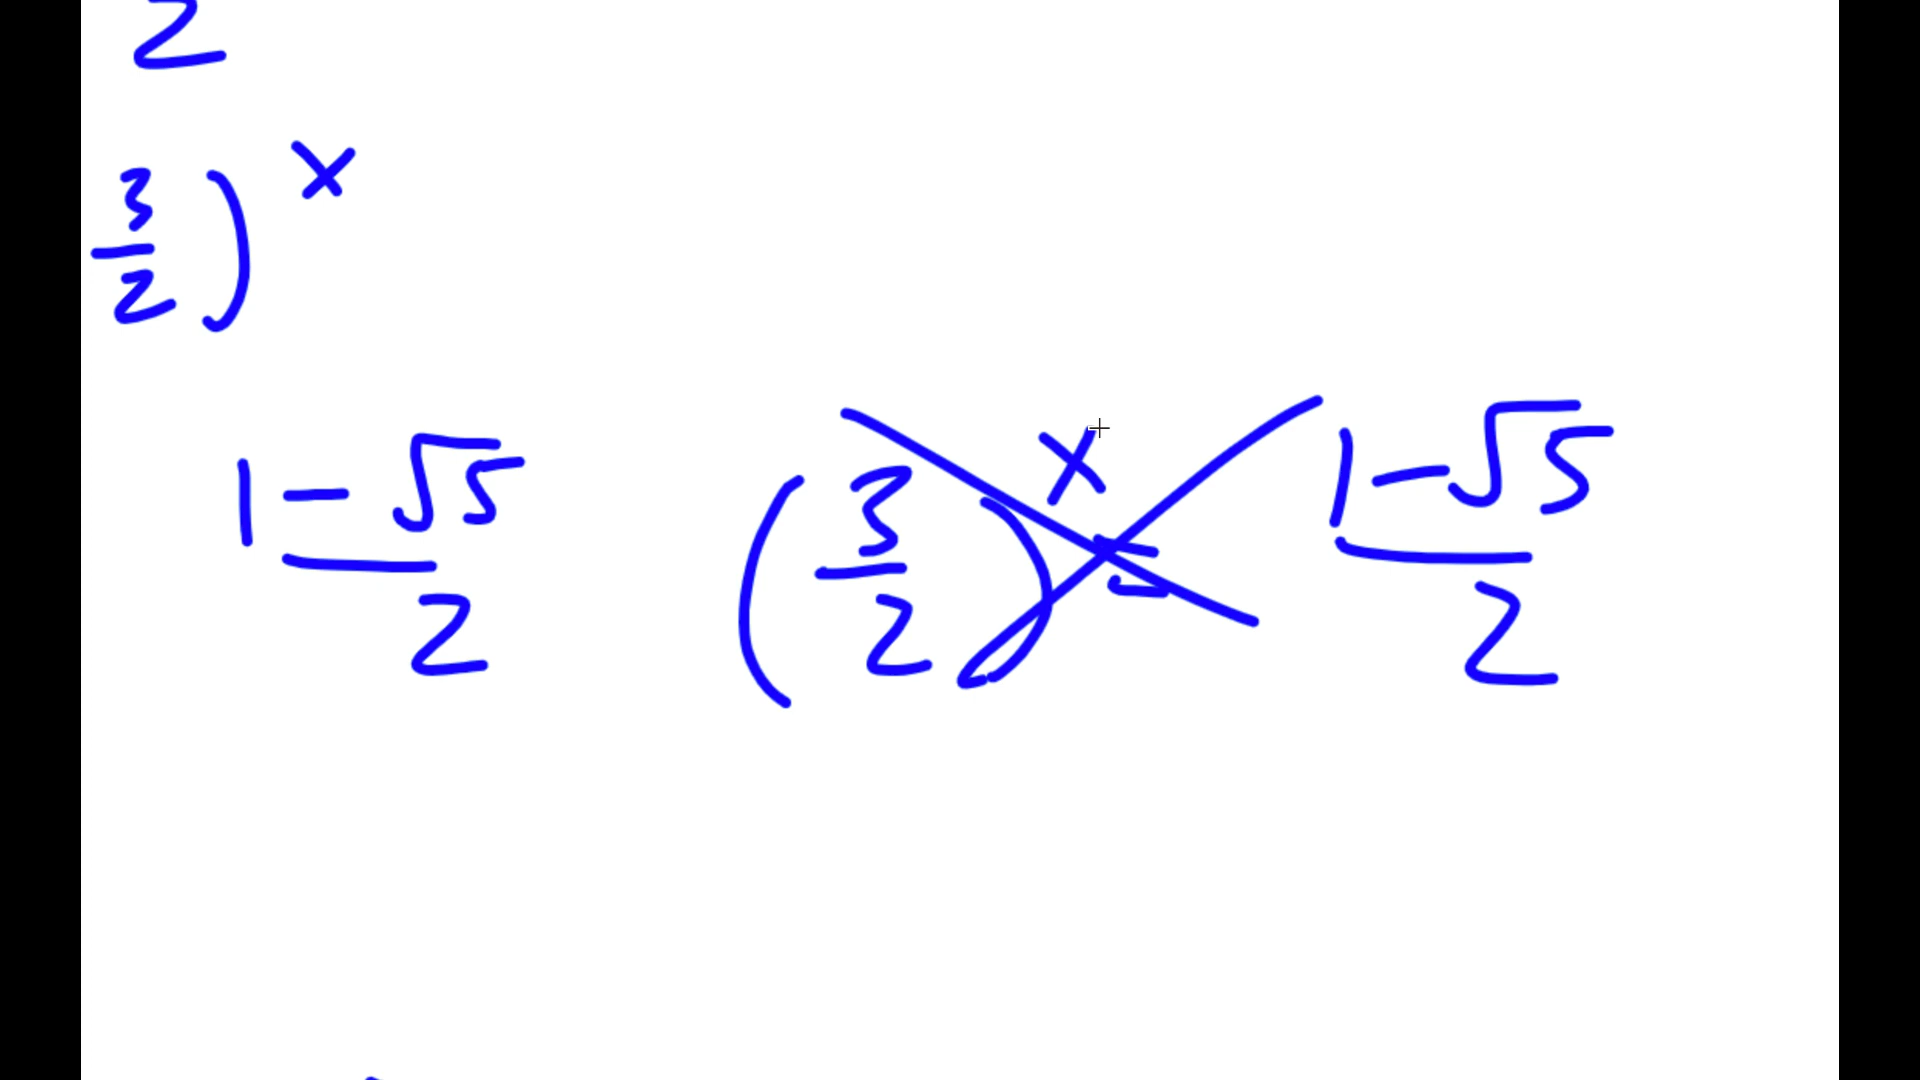 2
3/2)^x
(1-√5)/2 (3/2)^x = (1-√5)/2